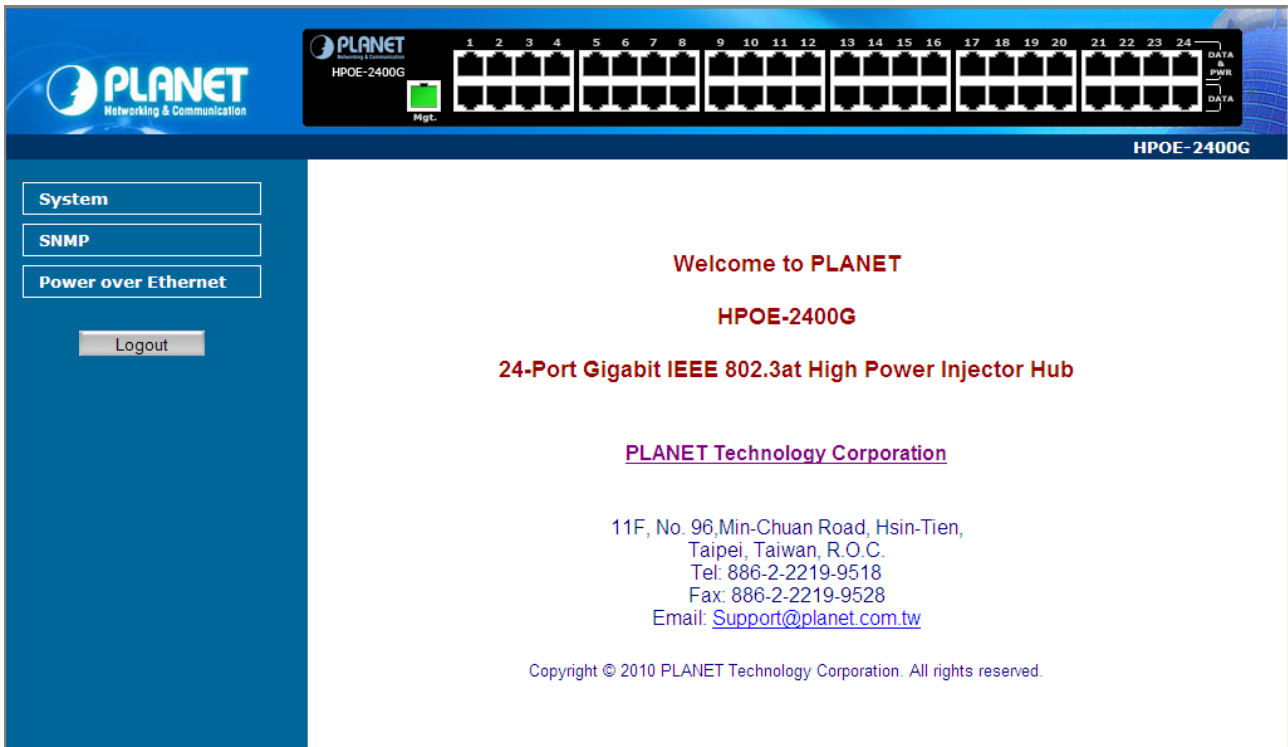 PLANET
Networking & Communication
PLANET
Networking & Communication
HPOE-2400G
Mgt.
1 2 3 4 5 6 7 8 9 10 11 12 13 14 15 16 17 18 19 20 21 22 23 24
DATA
&
PWR
DATA
HPOE-2400G
System
SNMP
Power over Ethernet
Logout
Welcome to PLANET
HPOE-2400G
24-Port Gigabit IEEE 802.3at High Power Injector Hub
PLANET Technology Corporation
11F, No. 96,Min-Chuan Road, Hsin-Tien,
Taipei, Taiwan, R.O.C.
Tel: 886-2-2219-9518
Fax: 886-2-2219-9528
Email: Support@planet.com.tw
Copyright © 2010 PLANET Technology Corporation. All rights reserved.